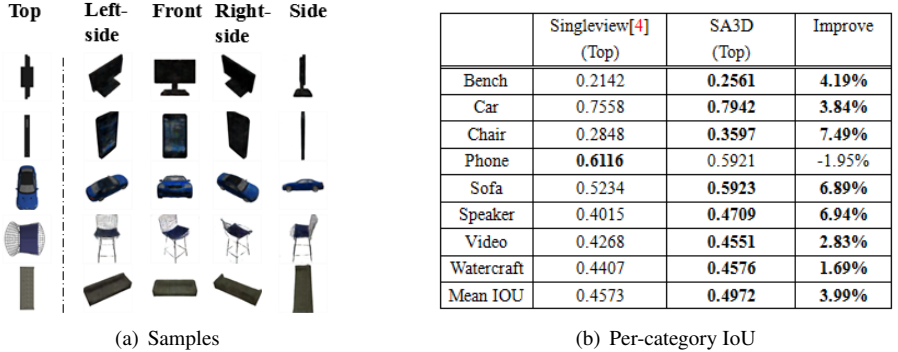 Top Left-side Front Right-side Side
(a) Samples
Singleview[4] (Top) SA3D (Top) Improve
Bench 0.2142 0.2561 4.19%
Car 0.7558 0.7942 3.84%
Chair 0.2848 0.3597 7.49%
Phone 0.6116 0.5921 -1.95%
Sofa 0.5234 0.5923 6.89%
Speaker 0.4015 0.4709 6.94%
Video 0.4268 0.4551 2.83%
Watercraft 0.4407 0.4576 1.69%
Mean IOU 0.4573 0.4972 3.99%
(b) Per-category IoU